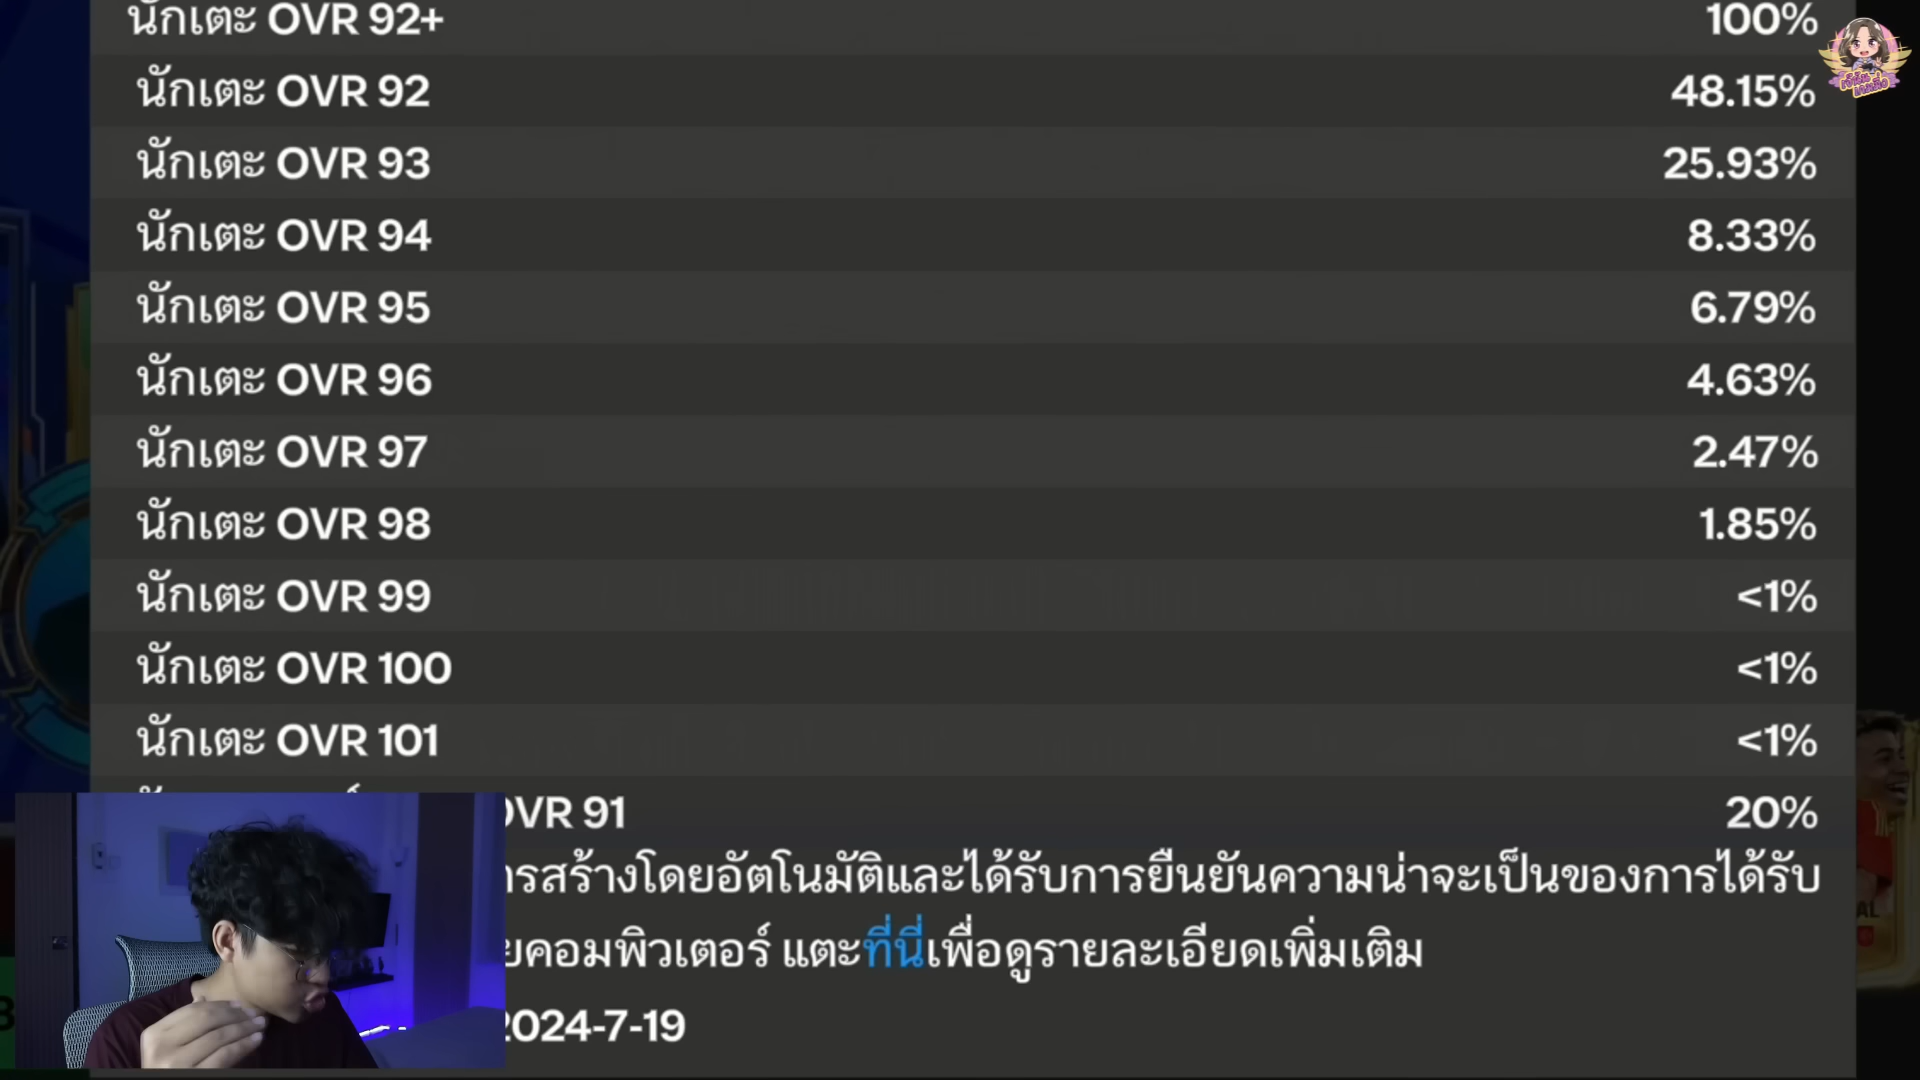 นักเตะ OVR 92+ 100%
นักเตะ OVR 92 48.15%
นักเตะ OVR 93 25.93%
นักเตะ OVR 94 8.33%
นักเตะ OVR 95 6.79%
นักเตะ OVR 96 4.63%
นักเตะ OVR 97 2.47%
นักเตะ OVR 98 1.85%
นักเตะ OVR 99 <1%
นักเตะ OVR 100 <1%
นักเตะ OVR 101 <1%
OVR 91 20%
ารสร้างโดยอัตโนมัติและได้รับการยืนยันความน่าจะเป็นของการได้รับ
ยคอมพิวเตอร์ แตะที่นี่เพื่อดูรายละเอียดเพิ่มเติม
2024-7-19